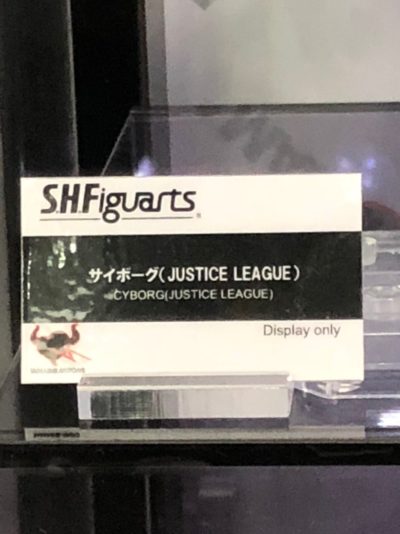 S.H.Figuarts
サイボーグ(JUSTICE LEAGUE)
CYBORG(JUSTICE LEAGUE)
Display only